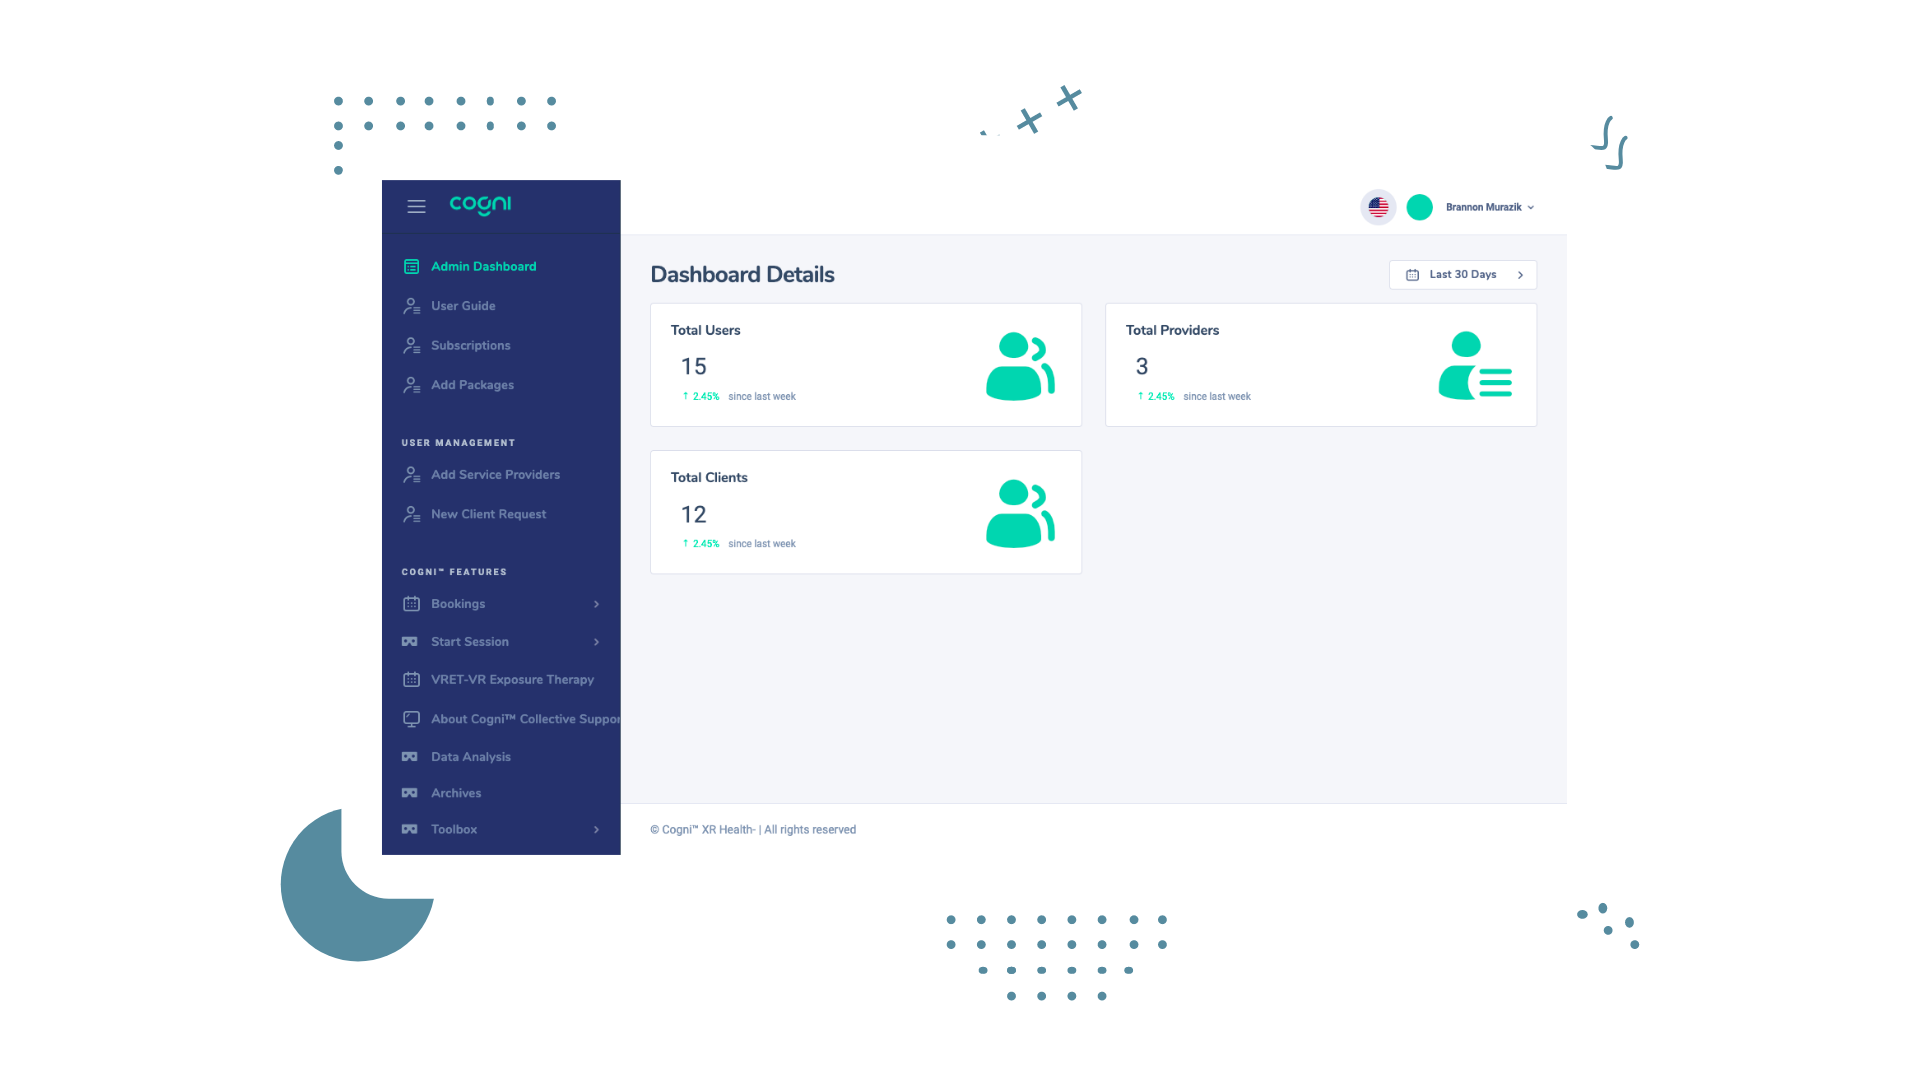 cogni
Brannon Murazik
Admin Dashboard
User Guide
Subscriptions
Add Packages
USER MANAGEMENT
Add Service Providers
New Client Request
COGNI™ FEATURES
Bookings
Start Session
VRET-VR Exposure Therapy
About Cogni™ Collective Suppor
Data Analysis
Archives
Toolbox
Dashboard Details
Last 30 Days
Total Users
15
↑ 2.45% since last week
Total Providers
3
↑ 2.45% since last week
Total Clients
12
↑ 2.45% since last week
© Cogni™ XR Health- | All rights reserved